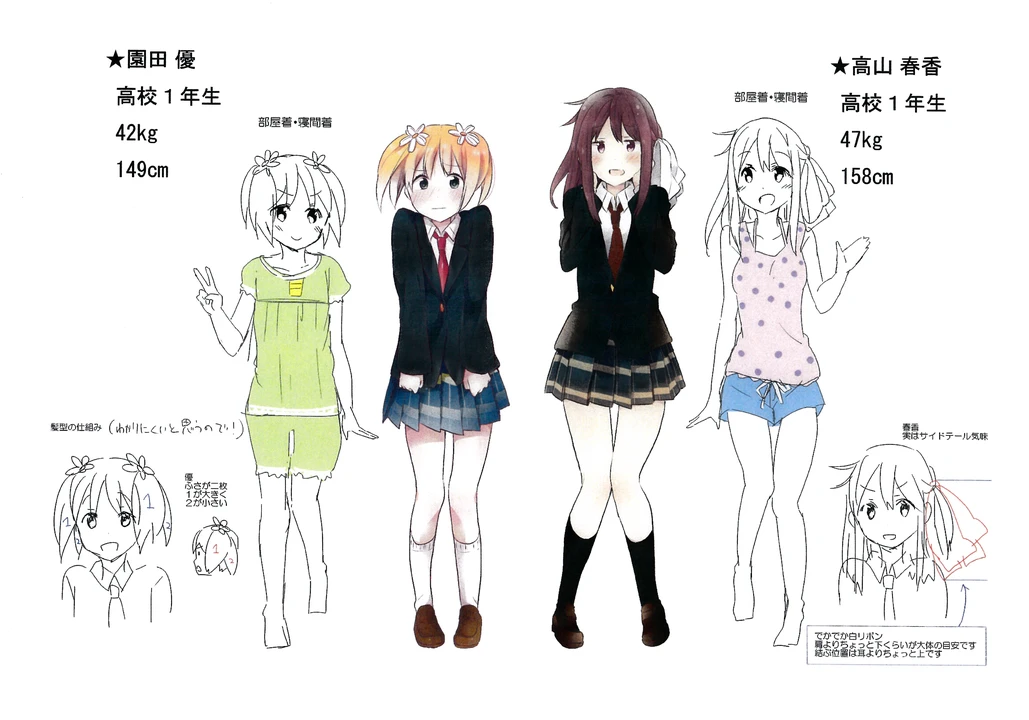 ★園田 優
高校1年生
42kg
149cm
部屋着・寝間着
★高山 春香
高校1年生
47kg
158cm
部屋着・寝間着
髪型の仕組み (わかりにくいと思うので!)
1
1
2
2
優
ふさが二枚
1が大きく
2が小さい
1
2
春香
実はサイドテール気味
でかでか白リボン
肩よりちょっと下くらいが大体の目安です
結ぶ位置は耳よりちょっと上です